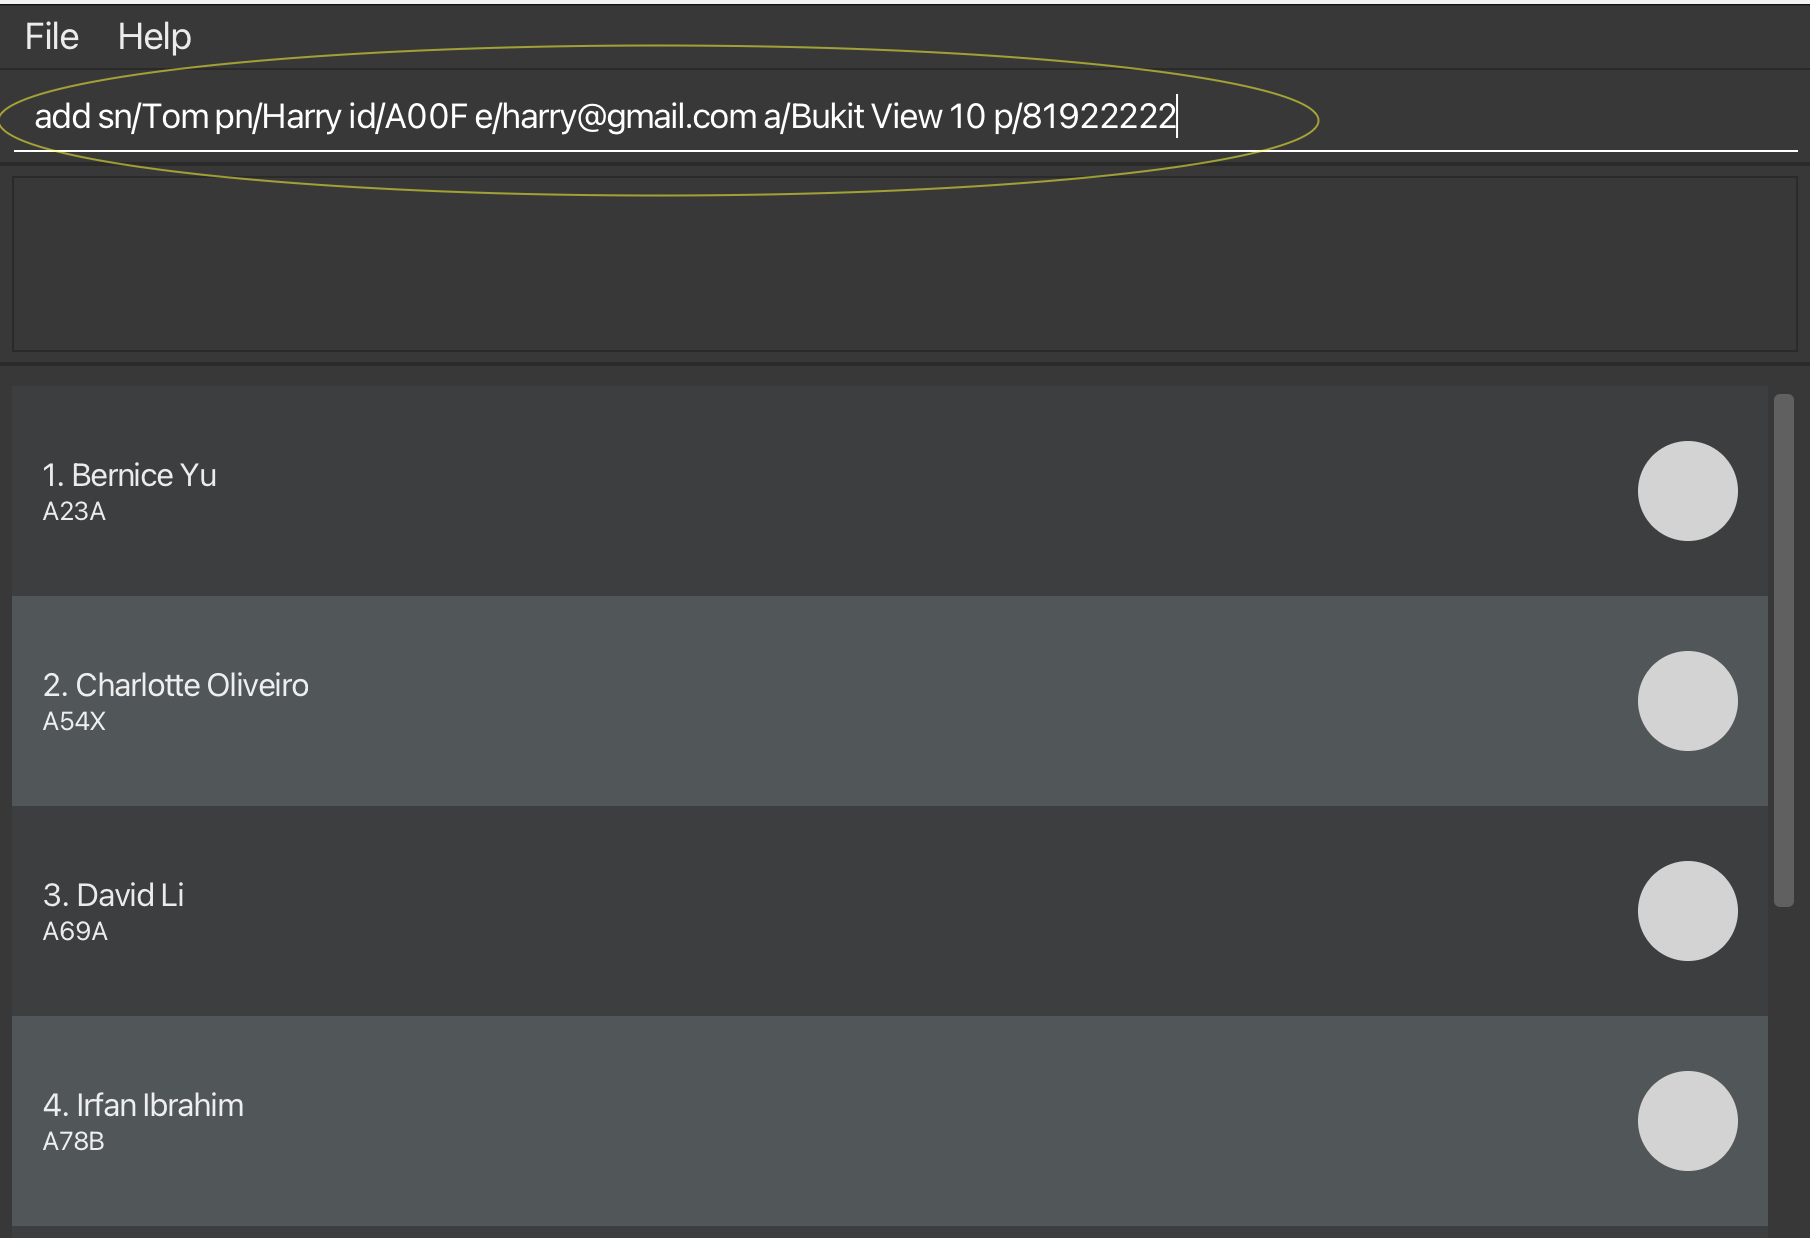 File Help
add sn/Tom pn/Harry id/A00F e/harry@gmail.com a/Bukit View 10 p/81922222
1. Bernice Yu
A23A
2. Charlotte Oliveiro
A54X
3. David Li
A69A
4. Irfan Ibrahim
A78B